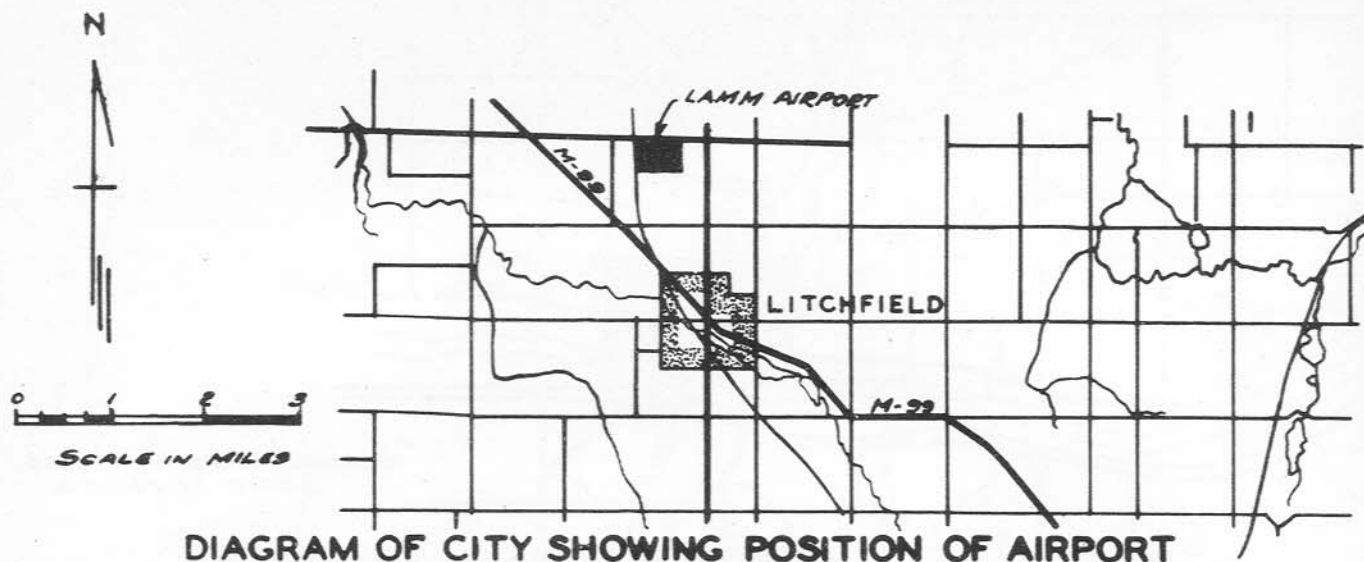 N
LAMM AIRPORT
M-99
LITCHFIELD
0 1 2 3
M-99
SCALE IN MILES
DIAGRAM OF CITY SHOWING POSITION OF AIRPORT